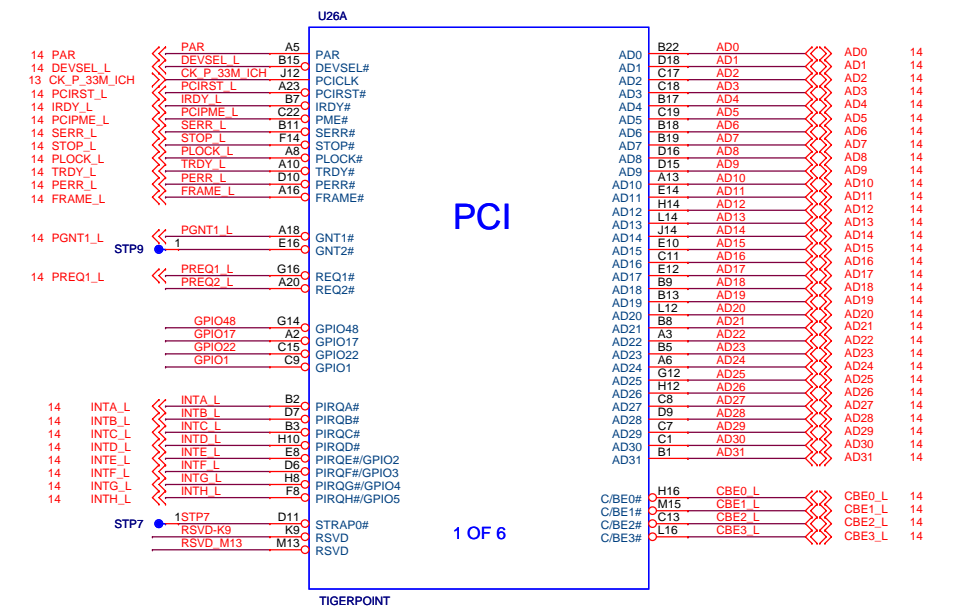 U26A
14 PAR PAR A5 PAR AD0 B22 AD0 AD0 14
14 DEVSEL_L DEVSEL_L B15 DEVSEL# AD1 D18 AD1 AD1 14
13 CK_P_33M_ICH CK_P_33M_ICH J12 PCICLK AD2 C17 AD2 AD2 14
14 PCIRST_L PCIRST_L A23 PCIRST# AD3 C18 AD3 AD3 14
14 IRDY_L IRDY_L B7 IRDY# AD4 B17 AD4 AD4 14
14 PCIPME_L PCIPME_L C22 PME# AD5 C19 AD5 AD5 14
14 SERR_L SERR_L B11 SERR# AD6 B18 AD6 AD6 14
14 STOP_L STOP_L F14 STOP# AD7 B19 AD7 AD7 14
14 PLOCK_L PLOCK_L A8 PLOCK# AD8 D16 AD8 AD8 14
14 TRDY_L TRDY_L A10 TRDY# AD9 D15 AD9 AD9 14
14 PERR_L PERR_L D10 PERR# AD10 A13 AD10 AD10 14
14 FRAME_L FRAME_L A16 FRAME# AD11 E14 AD11 AD11 14
AD12 H14 AD12 AD12 14
PCI
AD13 L14 AD13 AD13 14
14 PGNT1_L PGNT1_L A18 GNT1# AD14 J14 AD14 AD14 14
STP9 1 E16 GNT2# AD15 E10 AD15 AD15 14
AD16 C11 AD16 AD16 14
14 PREQ1_L PREQ1_L G16 REQ1# AD17 E12 AD17 AD17 14
PREQ2_L A20 REQ2# AD18 B9 AD18 AD18 14
AD19 B13 AD19 AD19 14
AD20 L12 AD20 AD20 14
GPIO48 G14 GPIO48 AD21 B8 AD21 AD21 14
GPIO17 A2 GPIO17 AD22 A3 AD22 AD22 14
GPIO22 C15 GPIO22 AD23 B5 AD23 AD23 14
GPIO1 C9 GPIO1 AD24 A6 AD24 AD24 14
AD25 G12 AD25 AD25 14
AD26 H12 AD26 AD26 14
14 INTA_L INTA_L B2 PIRQA# AD27 C8 AD27 AD27 14
14 INTB_L INTB_L D7 PIRQB# AD28 D9 AD28 AD28 14
14 INTC_L INTC_L B3 PIRQC# AD29 C7 AD29 AD29 14
14 INTD_L INTD_L H10 PIRQD# AD30 C1 AD30 AD30 14
14 INTE_L INTE_L E8 PIRQE#/GPIO2 AD31 B1 AD31 AD31 14
14 INTF_L INTF_L D6 PIRQF#/GPIO3
14 INTG_L INTG_L H8 PIRQG#/GPIO4
14 INTH_L INTH_L F8 PIRQH#/GPIO5 C/BE0# H16 CBE0_L CBE0_L 14
C/BE1# M15 CBE1_L CBE1_L 14
STP7 1 STP7 D11 STRAP0# C/BE2# C13 CBE2_L CBE2_L 14
RSVD-K9 K9 RSVD 1 OF 6 C/BE3# L16 CBE3_L CBE3_L 14
RSVD_M13 M13 RSVD
TIGERPOINT